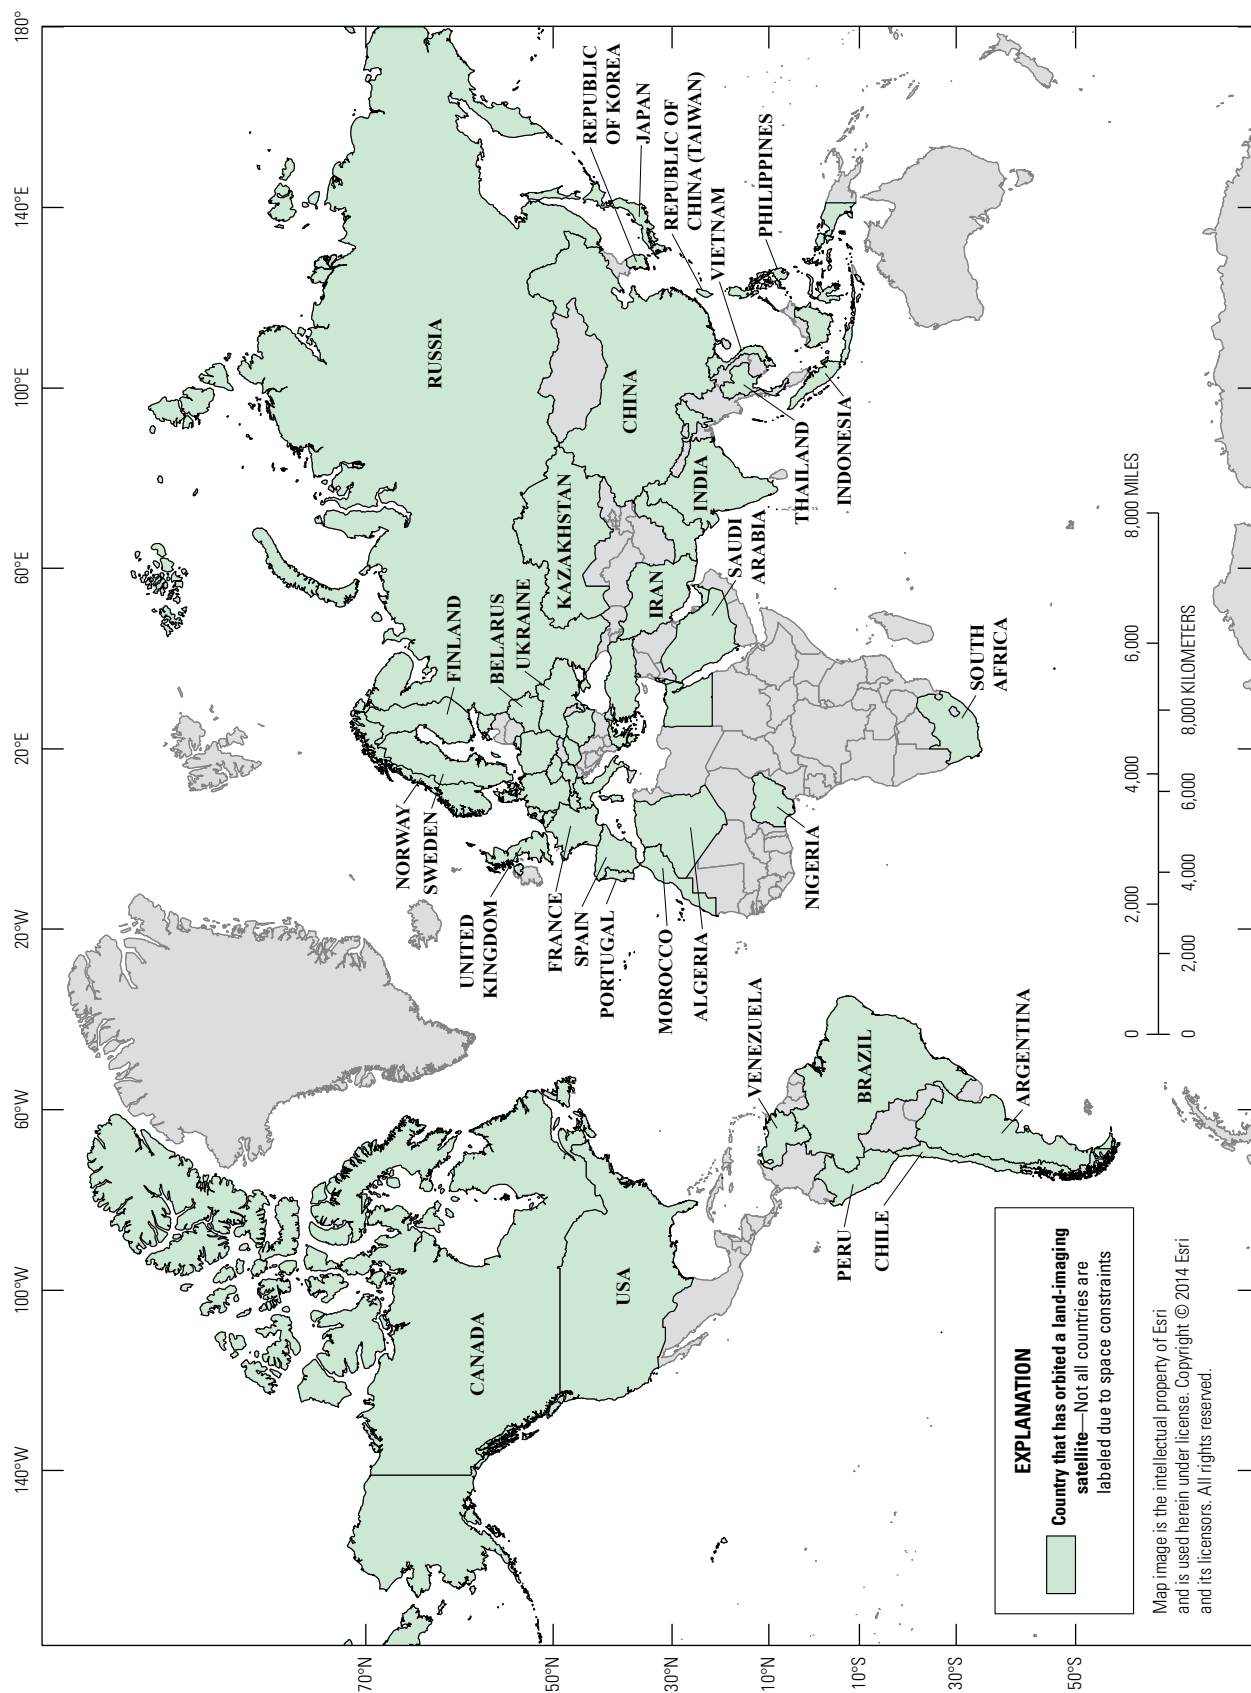 140°W
100°W
60°W
20°W
20°E
60°E
100°E
140°E
180°
70°N
50°N
30°N
10°N
10°S
30°S
50°S
CANADA
USA
RUSSIA
NORWAY
SWEDEN
FINLAND
UNITED
KINGDOM
BELARUS
UKRAINE
KAZAKHSTAN
CHINA
REPUBLIC
OF KOREA
JAPAN
REPUBLIC OF
CHINA (TAIWAN)
VIETNAM
PHILIPPINES
FRANCE
SPAIN
PORTUGAL
MOROCCO
ALGERIA
IRAN
INDIA
SAUDI
ARABIA
THAILAND
INDONESIA
NIGERIA
SOUTH
AFRICA
VENEZUELA
BRAZIL
PERU
CHILE
ARGENTINA
EXPLANATION
Country that has orbited a land-imaging
satellite—Not all countries are
labeled due to space constraints
0 2,000 4,000 6,000 8,000 MILES
0 2,000 4,000 6,000 8,000 KILOMETERS
Map image is the intellectual property of Esri
and is used herein under license. Copyright © 2014 Esri
and its licensors. All rights reserved.